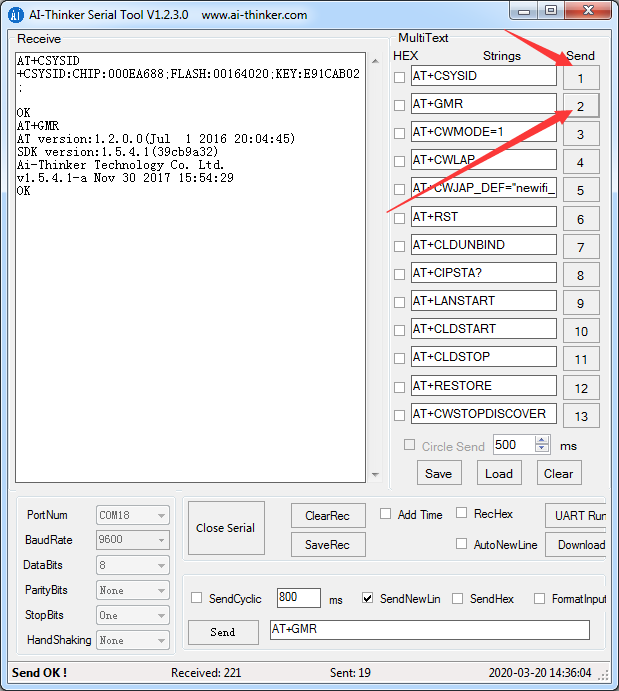 AI-Thinker Serial Tool V1.2.3.0 www.ai-thinker.com
Receive
AT+CSYSID
+CSYSID:CHIP:000EA688;FLASH:00164020;KEY:E91CAB02
;
OK
AT+GMR
AT version:1.2.0.0(Jul  1 2016 20:04:45)
SDK version:1.5.4.1(39cb9a32)
Ai-Thinker Technology Co. Ltd.
v1.5.4.1-a Nov 30 2017 15:54:29
OK
MultiText
HEX Strings Send
AT+CSYSID 1
AT+GMR 2
AT+CWMODE=1 3
AT+CWLAP 4
AT+CWJAP_DEF="newifi_ 5
AT+RST 6
AT+CLDUNBIND 7
AT+CIPSTA? 8
AT+LANSTART 9
AT+CLDSTART 10
AT+CLDSTOP 11
AT+RESTORE 12
AT+CWSTOPDISCOVER 13
Circle Send 500 ms
Save Load Clear
PortNum COM18
BaudRate 9600
DataBits 8
ParityBits None
StopBits One
HandShaking None
Close Serial
ClearRec Add Time RecHex UART Run
SaveRec AutoNewLine Download
SendCyclic 800 ms SendNewLin SendHex FormatInput
Send AT+GMR
Send OK ! Received: 221 Sent: 19 2020-03-20 14:36:04